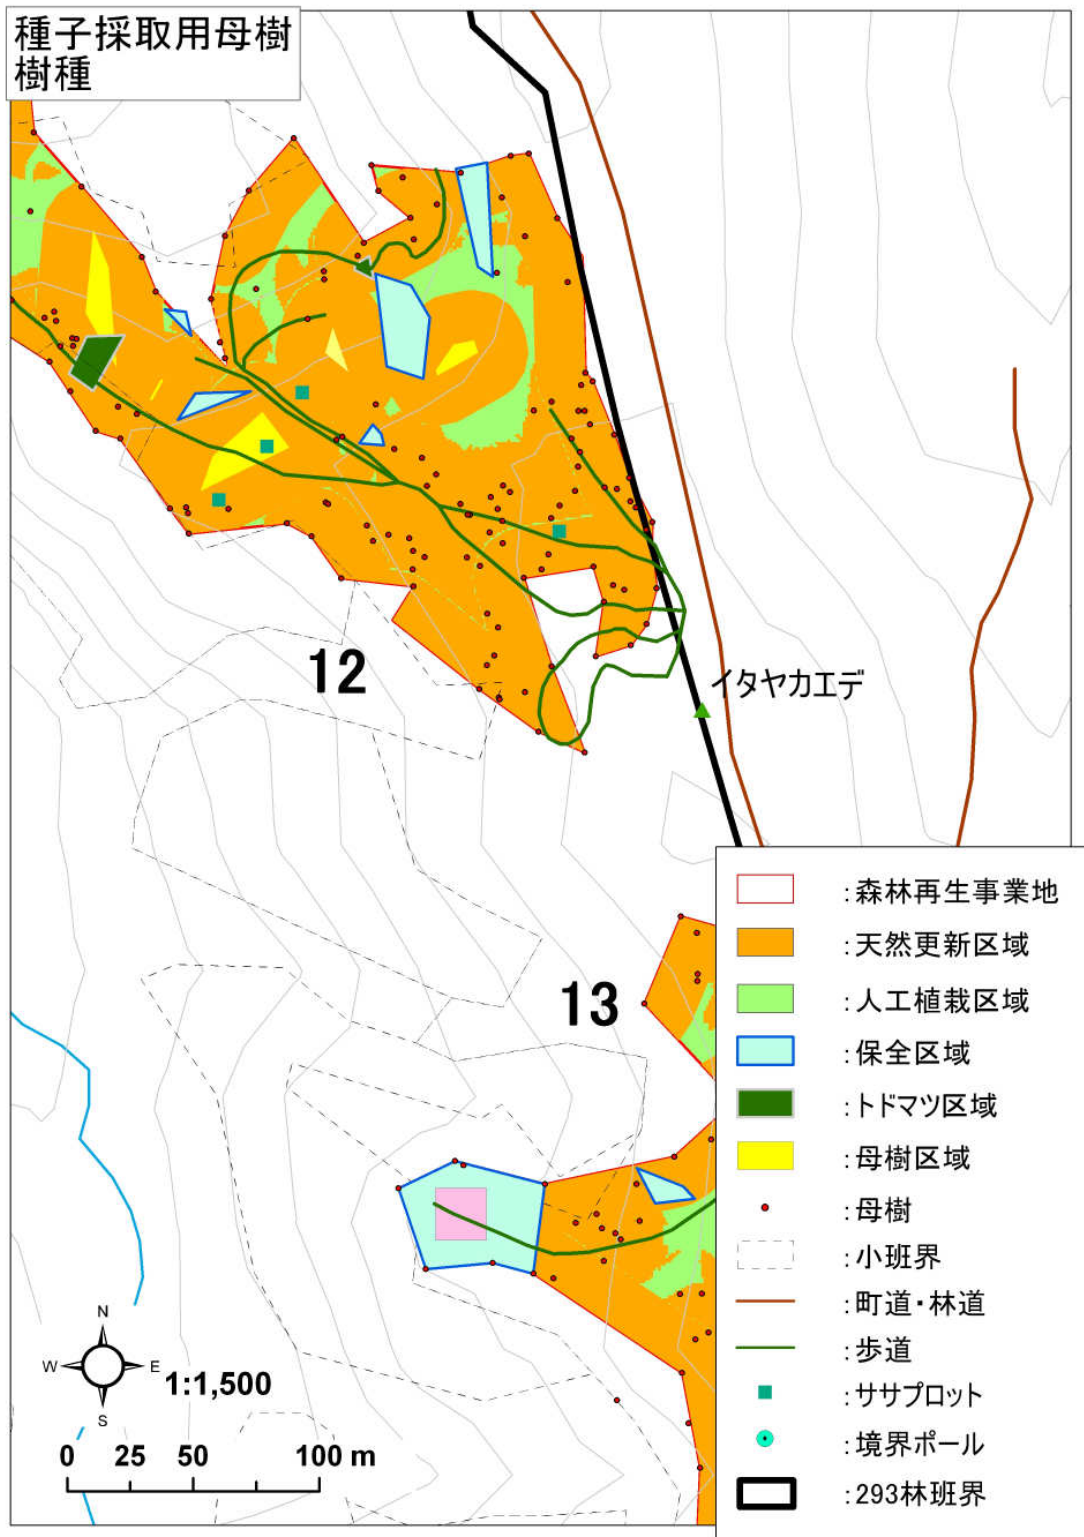 種子採取用母樹
樹種
12
イタヤカエデ
13
:森林再生事業地
:天然更新区域
:人工植栽区域
:保全区域
:トドマツ区域
:母樹区域
:母樹
:小班界
:町道・林道
:歩道
:ササプロット
:境界ポール
:293林班界
N
W E
S
1:1,500
0 25 50 100 m